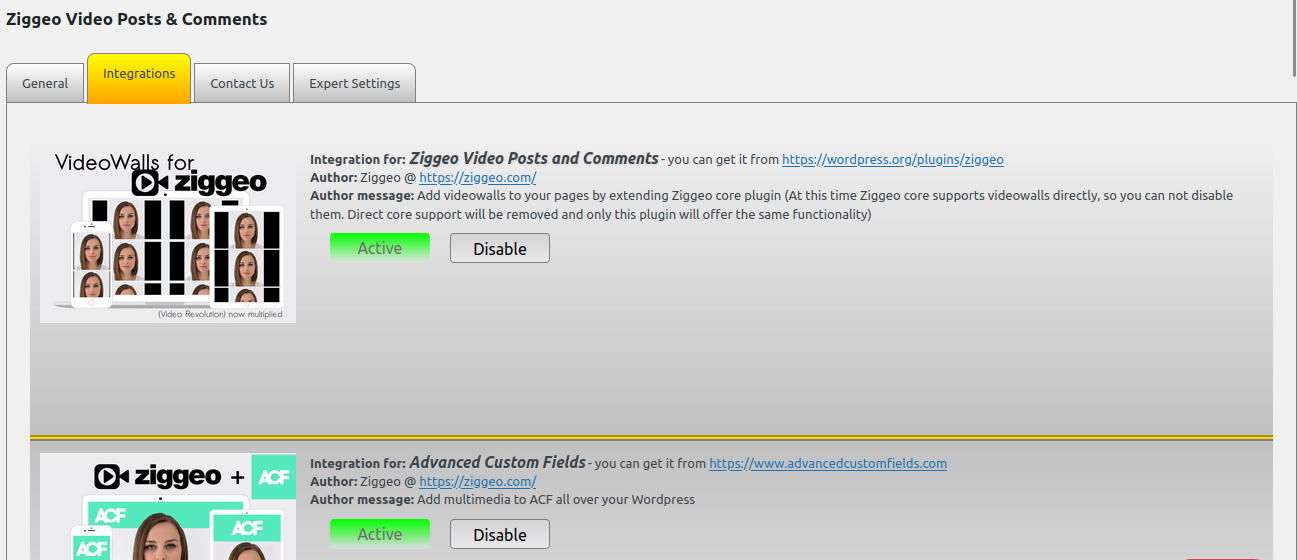 Ziggeo Video Posts & Comments
General
Integrations
Contact Us
Expert Settings
VideoWalls for
ziggeo
(Video Revolution) now multiplied
Integration for: Ziggeo Video Posts and Comments - you can get it from https://wordpress.org/plugins/ziggeo
Author: Ziggeo @ https://ziggeo.com/
Author message: Add videowalls to your pages by extending Ziggeo core plugin (At this time Ziggeo core supports videowalls directly, so you can not disable
them. Direct core support will be removed and only this plugin will offer the same functionality)
Active
Disable
ziggeo + ACF
ACF
ACF
ACF
Integration for: Advanced Custom Fields - you can get it from https://www.advancedcustomfields.com
Author: Ziggeo @ https://ziggeo.com/
Author message: Add multimedia to ACF all over your Wordpress
Active
Disable